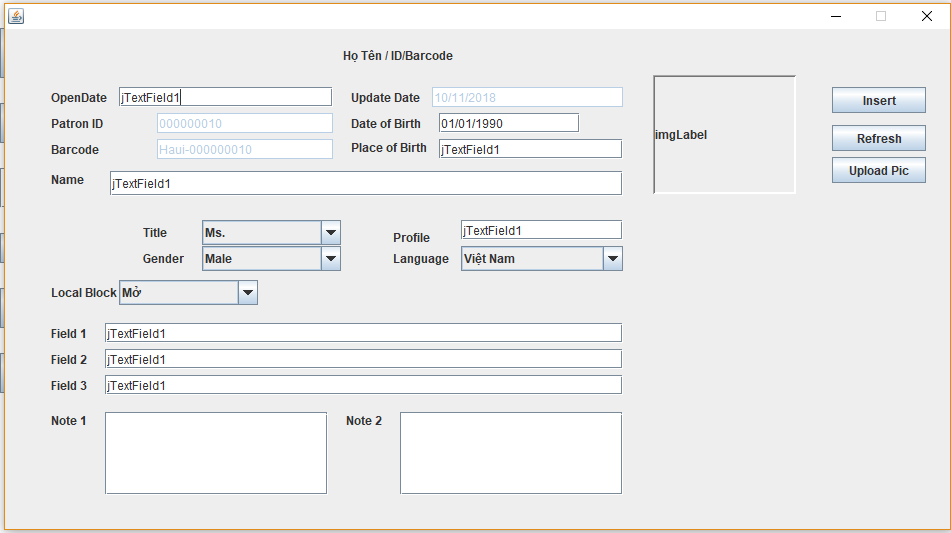 Họ Tên / ID/Barcode
OpenDate jTextField1 Update Date 10/11/2018
Insert
Patron ID 000000010 Date of Birth 01/01/1990
imgLabel
Refresh
Barcode Haui-000000010 Place of Birth jTextField1
Upload Pic
Name jTextField1
Title Ms. Profile jTextField1
Gender Male Language Việt Nam
Local Block Mở
Field 1 jTextField1
Field 2 jTextField1
Field 3 jTextField1
Note 1 Note 2